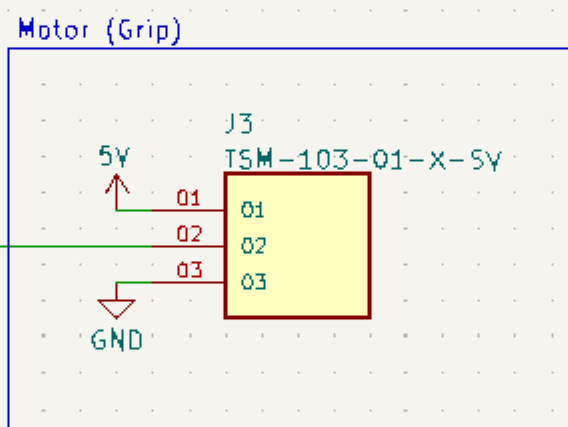 Motor (Grip)
J3
TSM-103-01-X-SV
5V
01 01
02 02
03 03
GND